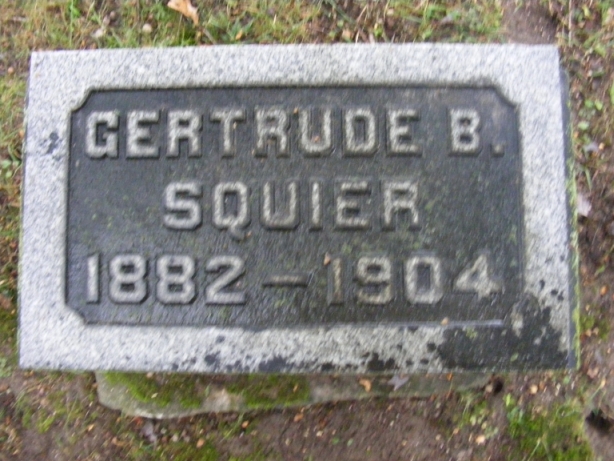 GERTRUDE B.
SQUIER
1882 – 1904